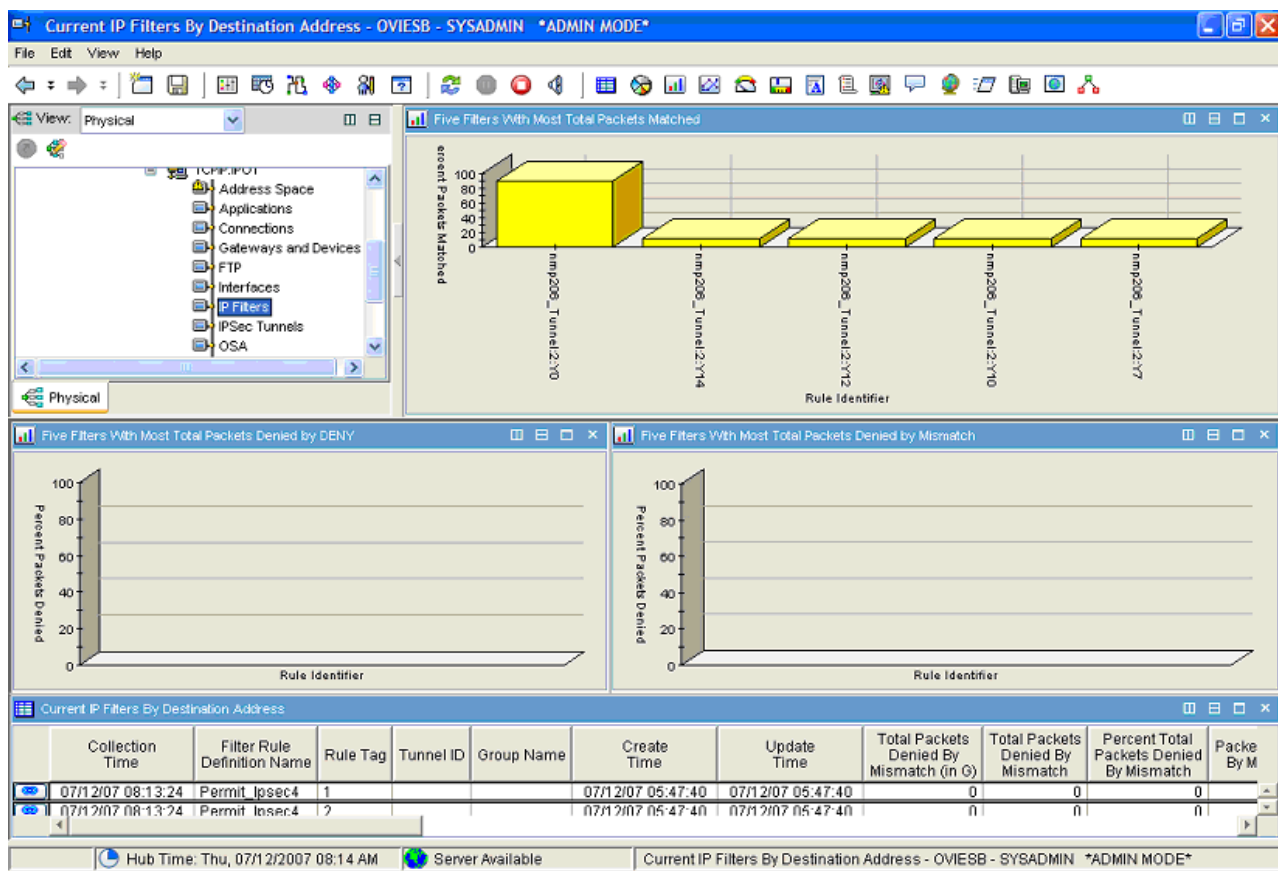 Current IP Filters By Destination Address - OVIESB - SYSADMIN *ADMIN MODE*
File Edit View Help
View: Physical
TCPIP:IPOT
Address Space
Applications
Connections
Gateways and Devices
FTP
Interfaces
IP Filters
IPSec Tunnels
OSA
Physical
Five Filters With Most Total Packets Matched
ercent Packets Matched
100
80
60
40
20
0
nmp206_Tunnel:2:Y0
nmp206_Tunnel:2:Y14
nmp206_Tunnel:2:Y12
nmp206_Tunnel:2:Y10
nmp206_Tunnel:2:Y7
Rule Identifier
Five Filters With Most Total Packets Denied by DENY
Percent Packets Denied
100
80
60
40
20
0
Rule Identifier
Five Filters With Most Total Packets Denied by Mismatch
Percent Packets Denied
100
80
60
40
20
0
Rule Identifier
Current IP Filters By Destination Address
Collection Time Filter Rule Definition Name Rule Tag Tunnel ID Group Name Create Time Update Time Total Packets Denied By Mismatch (in G) Total Packets Denied By Mismatch Percent Total Packets Denied By Mismatch Packe By M
07/12/07 08:13:24 Permit_Ipsec4 1 07/12/07 05:47:40 07/12/07 05:47:40 0 0 0
07/12/07 08:13:24 Permit_Ipsec4 2 07/12/07 05:47:40 07/12/07 05:47:40 0 0 0
Hub Time: Thu, 07/12/2007 08:14 AM Server Available Current IP Filters By Destination Address - OVIESB - SYSADMIN *ADMIN MODE*